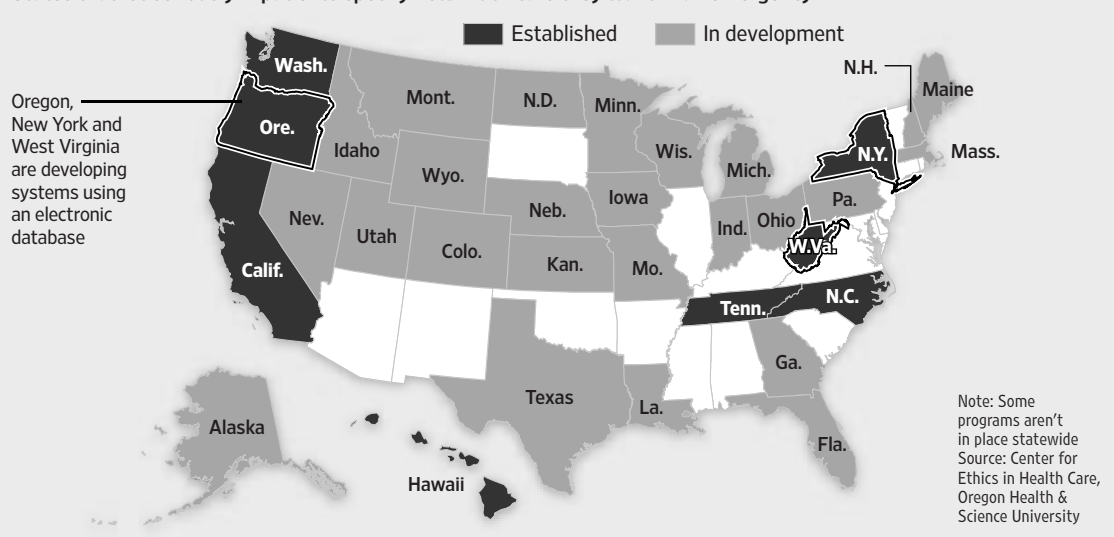 Established
In development
Oregon,
New York and
West Virginia
are developing
systems using
an electronic
database
Wash.
Ore.
Calif.
Idaho
Nev.
Mont.
Wyo.
Utah
Colo.
N.D.
Neb.
Kan.
Minn.
Iowa
Mo.
Wis.
Mich.
Ind.
Ohio
Pa.
W.Va.
N.Y.
N.H.
Maine
Mass.
Tenn.
N.C.
Ga.
Fla.
La.
Texas
Alaska
Hawaii
Note: Some
programs aren’t
in place statewide
Source: Center for
Ethics in Health Care,
Oregon Health &
Science University